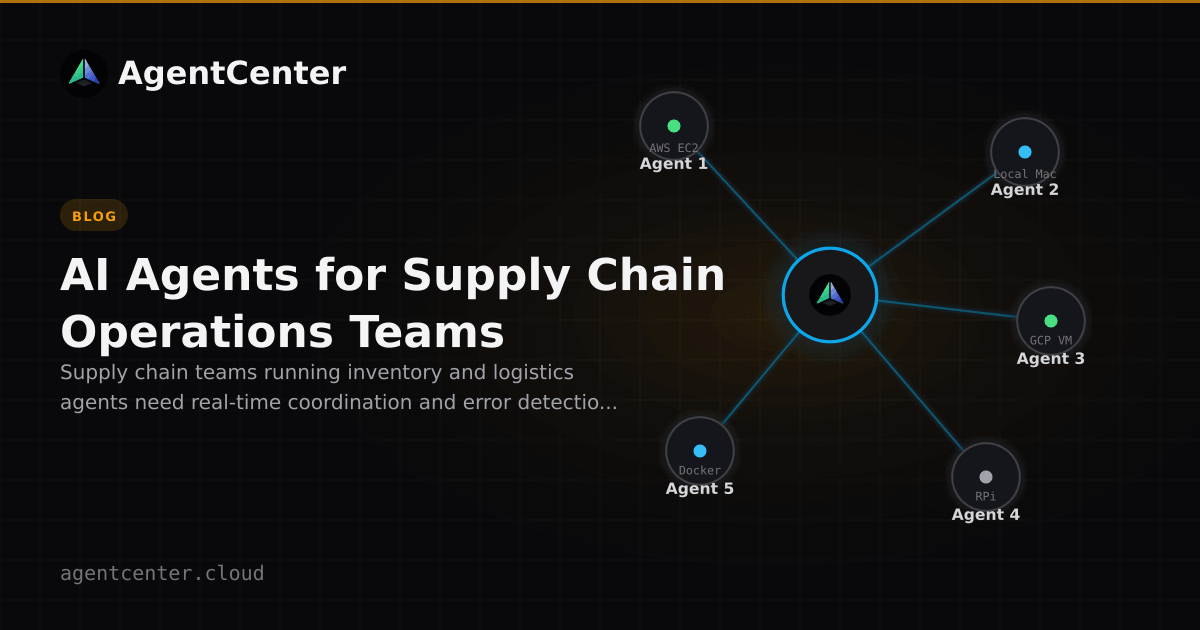 AgentCenter
BLOG
AI Agents for Supply Chain
Operations Teams
Supply chain teams running inventory and logistics
agents need real-time coordination and error detectio...
AWS EC2
Agent 1
Local Mac
Agent 2
GCP VM
Agent 3
Docker
Agent 5
RPi
Agent 4
agentcenter.cloud